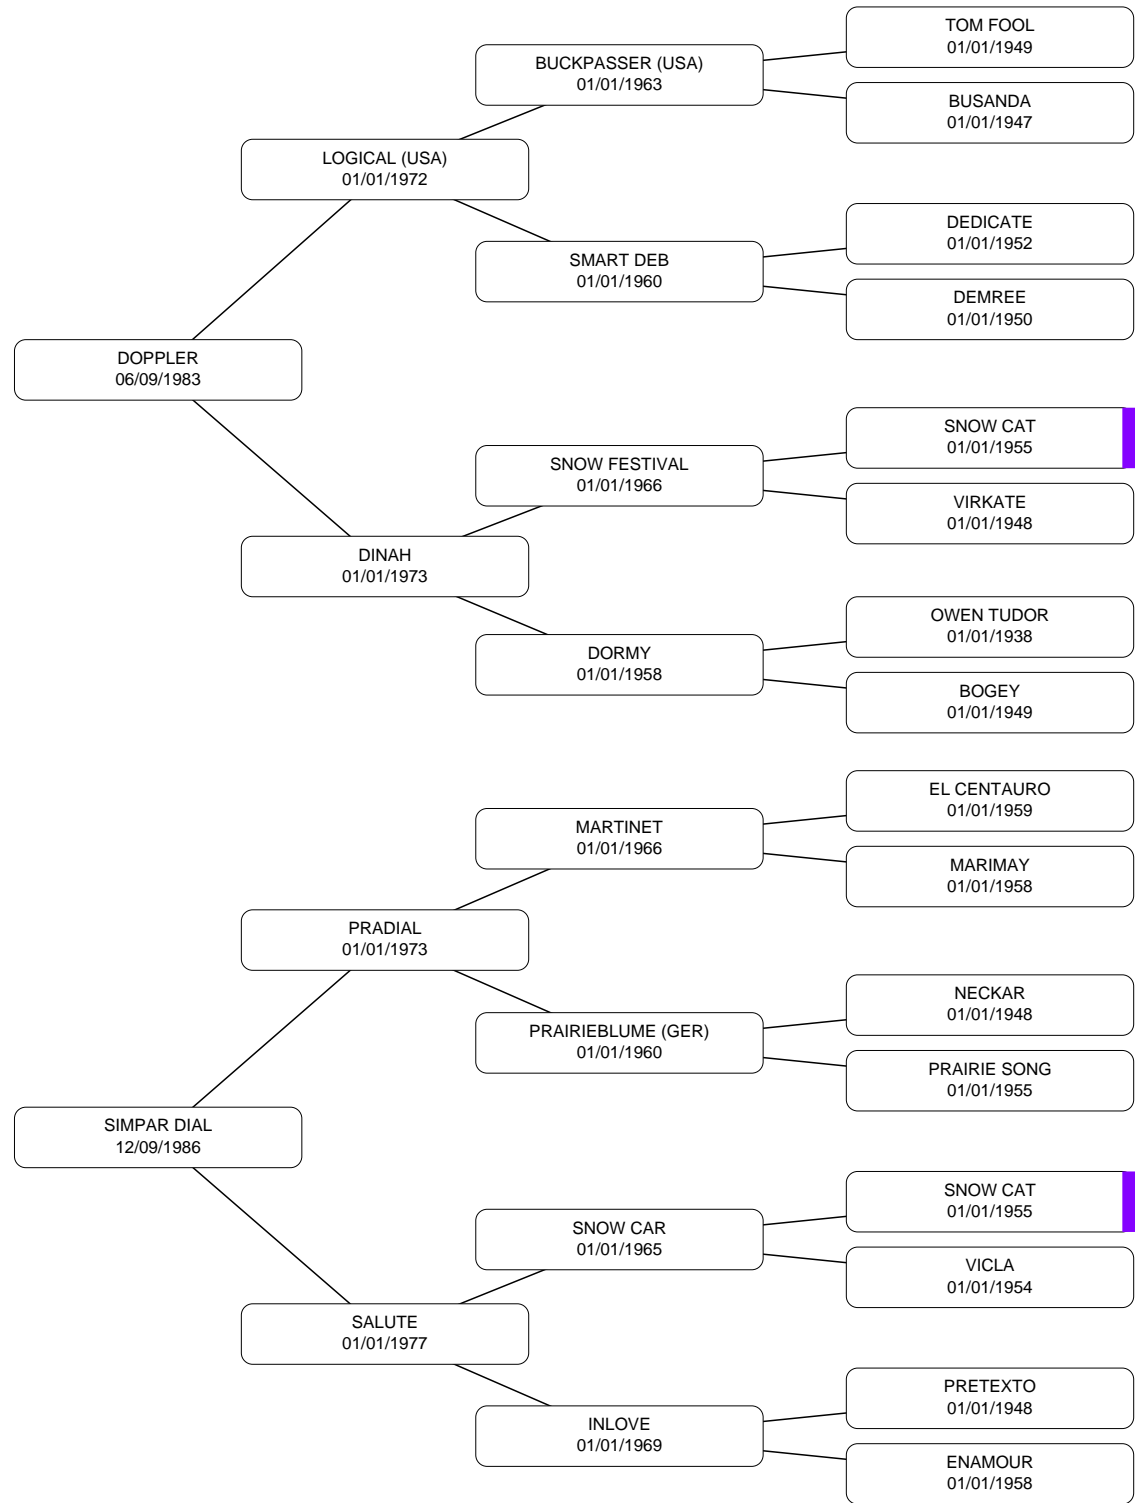 TOM FOOL
01/01/1949
BUCKPASSER (USA)
01/01/1963
BUSANDA
01/01/1947
LOGICAL (USA)
01/01/1972
DEDICATE
01/01/1952
SMART DEB
01/01/1960
DEMREE
01/01/1950
DOPPLER
06/09/1983
SNOW CAT
01/01/1955
SNOW FESTIVAL
01/01/1966
VIRKATE
01/01/1948
DINAH
01/01/1973
OWEN TUDOR
01/01/1938
DORMY
01/01/1958
BOGEY
01/01/1949
EL CENTAURO
01/01/1959
MARTINET
01/01/1966
MARIMAY
01/01/1958
PRADIAL
01/01/1973
NECKAR
01/01/1948
PRAIRIEBLUME (GER)
01/01/1960
PRAIRIE SONG
01/01/1955
SIMPAR DIAL
12/09/1986
SNOW CAT
01/01/1955
SNOW CAR
01/01/1965
VICLA
01/01/1954
SALUTE
01/01/1977
PRETEXTO
01/01/1948
INLOVE
01/01/1969
ENAMOUR
01/01/1958